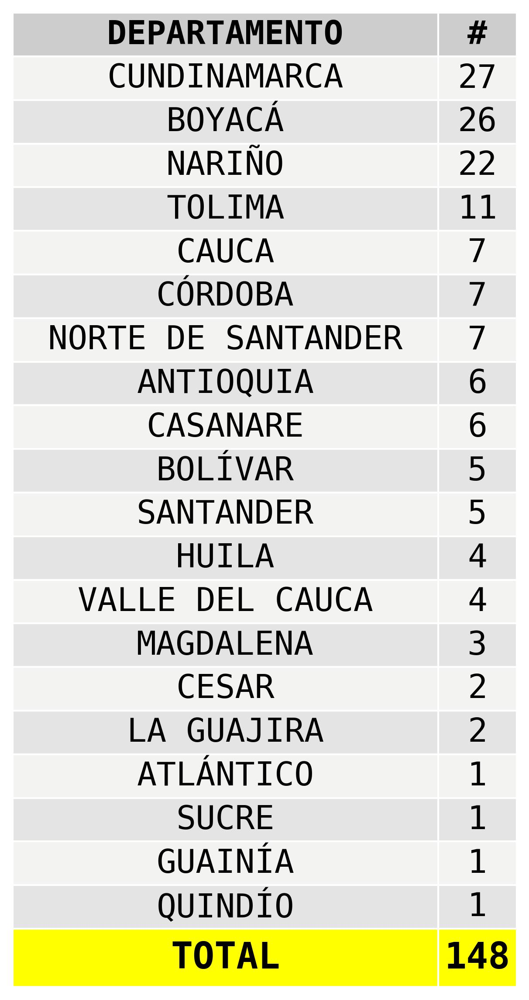 DEPARTAMENTO #
CUNDINAMARCA 27
BOYACÁ 26
NARIÑO 22
TOLIMA 11
CAUCA 7
CÓRDOBA 7
NORTE DE SANTANDER 7
ANTIOQUIA 6
CASANARE 6
BOLÍVAR 5
SANTANDER 5
HUILA 4
VALLE DEL CAUCA 4
MAGDALENA 3
CESAR 2
LA GUAJIRA 2
ATLÁNTICO 1
SUCRE 1
GUAINÍA 1
QUINDÍO 1
TOTAL 148